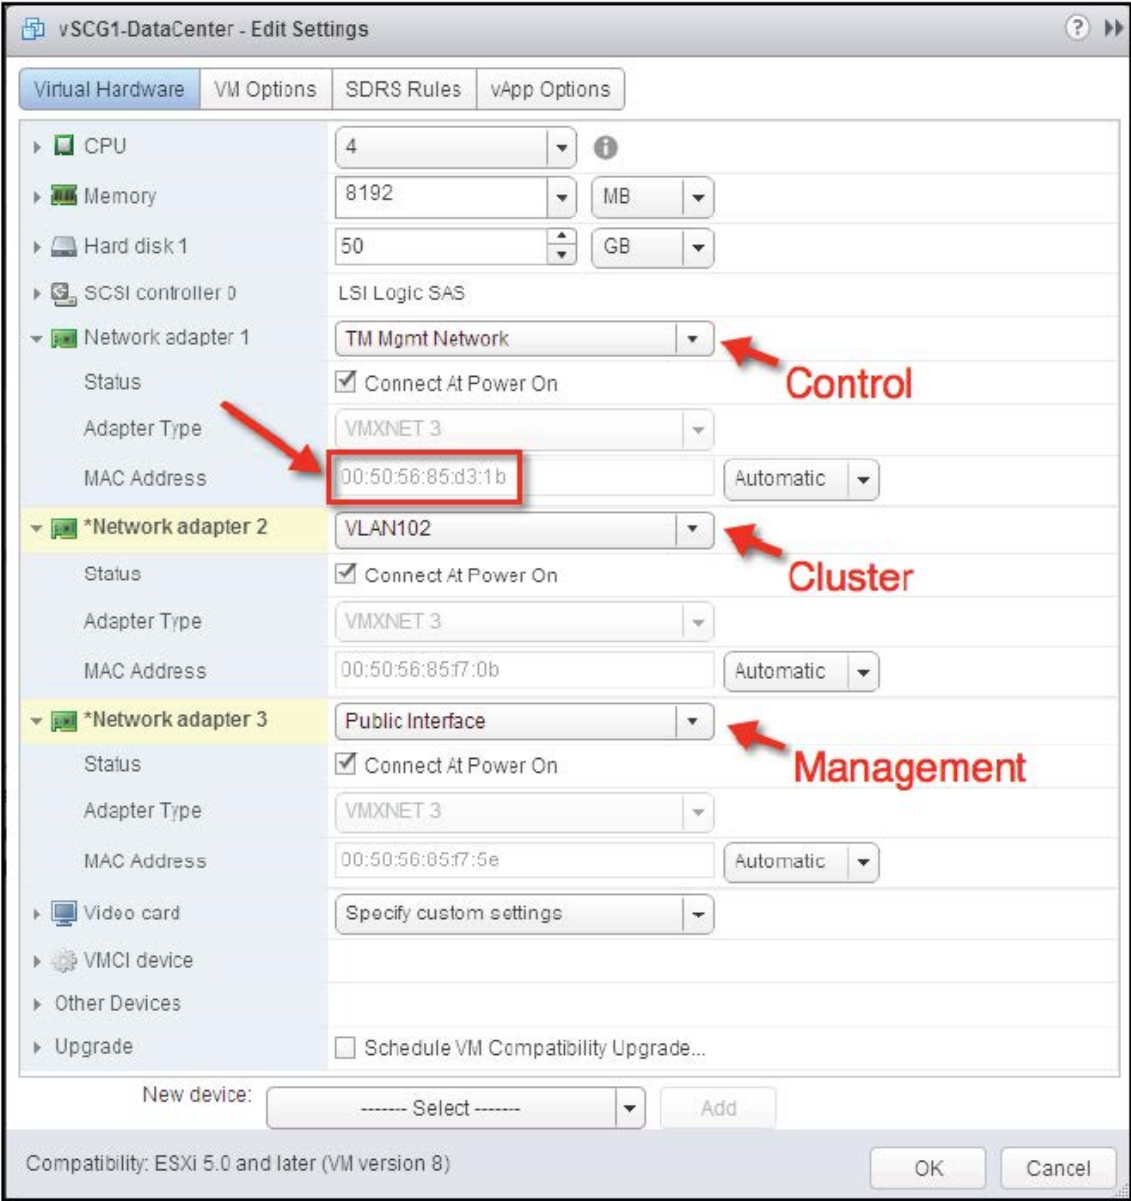 vSCG1-DataCenter - Edit Settings
Virtual Hardware VM Options SDRS Rules vApp Options
CPU 4
Memory 8192 MB
Hard disk 1 50 GB
SCSI controller 0 LSI Logic SAS
Network adapter 1 TM Mgmt Network
Control
Status Connect At Power On
Adapter Type VMXNET 3
MAC Address 00:50:56:85:d3:1b Automatic
*Network adapter 2 VLAN102
Cluster
Status Connect At Power On
Adapter Type VMXNET 3
MAC Address 00:50:56:85:f7:0b Automatic
*Network adapter 3 Public Interface
Management
Status Connect At Power On
Adapter Type VMXNET 3
MAC Address 00:50:56:85:f7:5e Automatic
Video card Specify custom settings
VMCI device
Other Devices
Upgrade Schedule VM Compatibility Upgrade...
New device: ------- Select ------- Add
Compatibility: ESXi 5.0 and later (VM version 8) OK Cancel